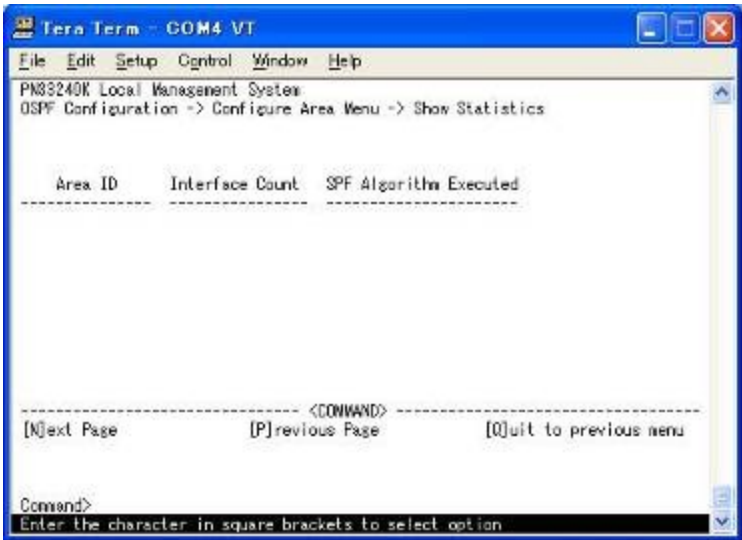 Tera Term - COM4 VT
File Edit Setup Control Window Help
PN83240K Local Management System
OSPF Configuration -> Configure Area Menu -> Show Statistics
Area ID Interface Count SPF Algorithm Executed
--------------- ---------------- ----------------------
-------------------------------- <COMMAND> -----------------------------------
[N]ext Page [P]revious Page [Q]uit to previous menu
Command>
Enter the character in square brackets to select option